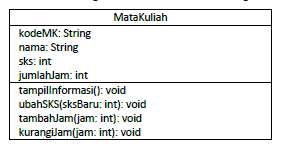 MataKuliah
kodeMK: String
nama: String
sks: int
jumlahJam: int
tampilInformasi(): void
ubahSKS(sksBaru: int): void
tambahJam(jam: int): void
kurangiJam(jam: int): void